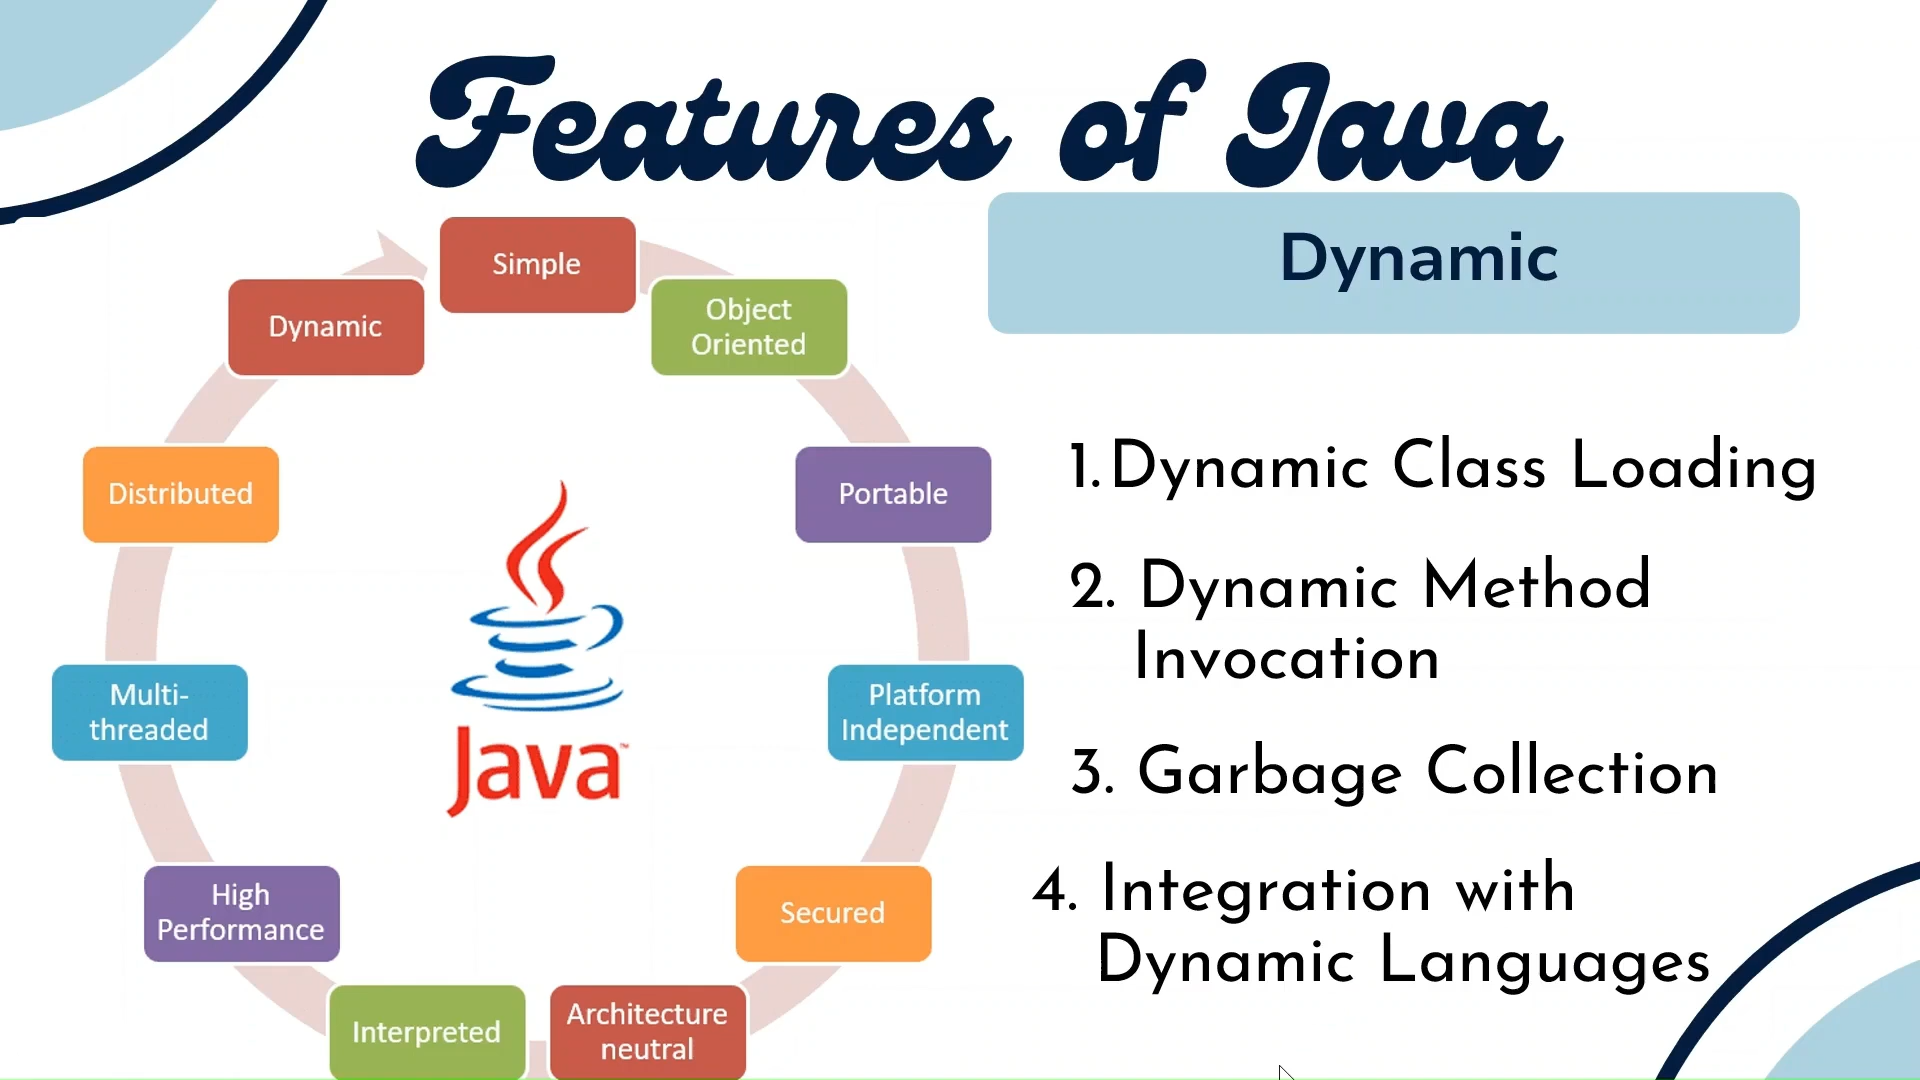 Features of Java
Dynamic
Simple
Object
Oriented
Portable
Platform
Independent
Secured
Architecture
neutral
Interpreted
High
Performance
Multi-
threaded
Distributed
Dynamic
Java™
1. Dynamic Class Loading
2. Dynamic Method
Invocation
3. Garbage Collection
4. Integration with
Dynamic Languages